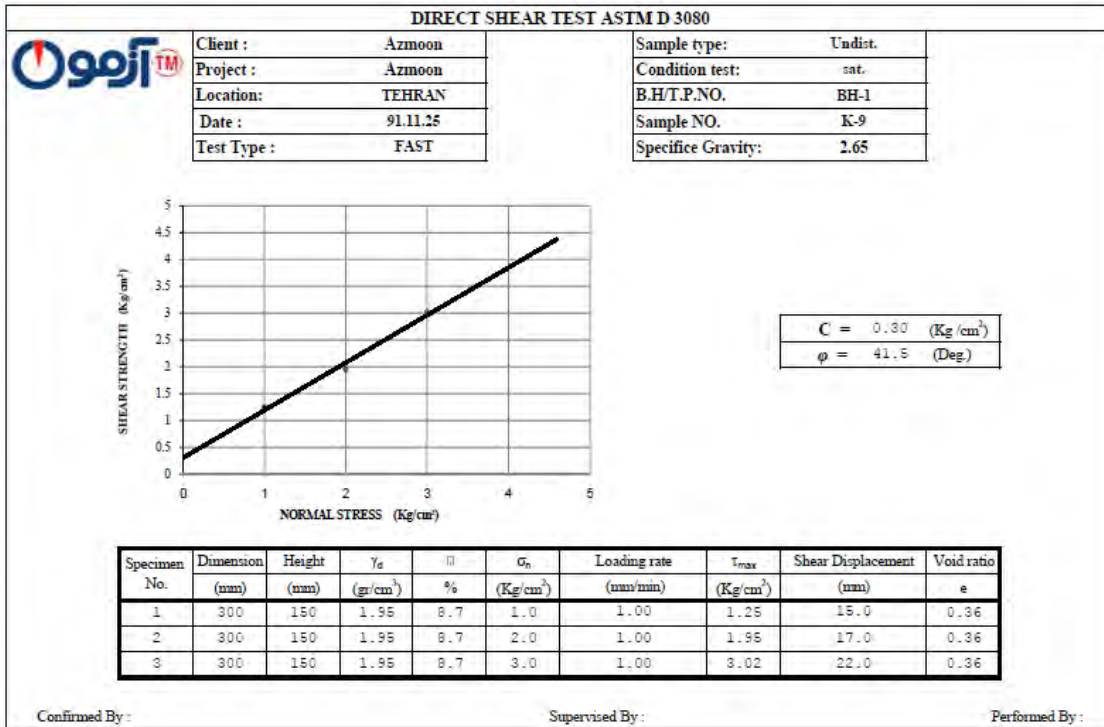 DIRECT SHEAR TEST ASTM D 3080
آزمون TM
Client : Azmoon
Project : Azmoon
Location: TEHRAN
Date : 91.11.25
Test Type : FAST
Sample type: Undist.
Condition test: sat.
B.H/T.P.NO. BH-1
Sample NO. K-9
Specifice Gravity: 2.65
SHEAR STRENGTH (Kg/cm²)
5
4.5
4
3.5
3
2.5
2
1.5
1
0.5
0
0 1 2 3 4 5
NORMAL STRESS (Kg/cm²)
C = 0.30 (Kg/cm²)
φ = 41.5 (Deg.)
Specimen No. Dimension Height γd □ σn Loading rate τmax Shear Displacement Void ratio
(mm) (mm) (gr/cm³) % (Kg/cm²) (mm/min) (Kg/cm²) (mm) e
1 300 150 1.95 8.7 1.0 1.00 1.25 15.0 0.36
2 300 150 1.95 8.7 2.0 1.00 1.95 17.0 0.36
3 300 150 1.95 8.7 3.0 1.00 3.02 22.0 0.36
Confirmed By : Supervised By : Performed By :